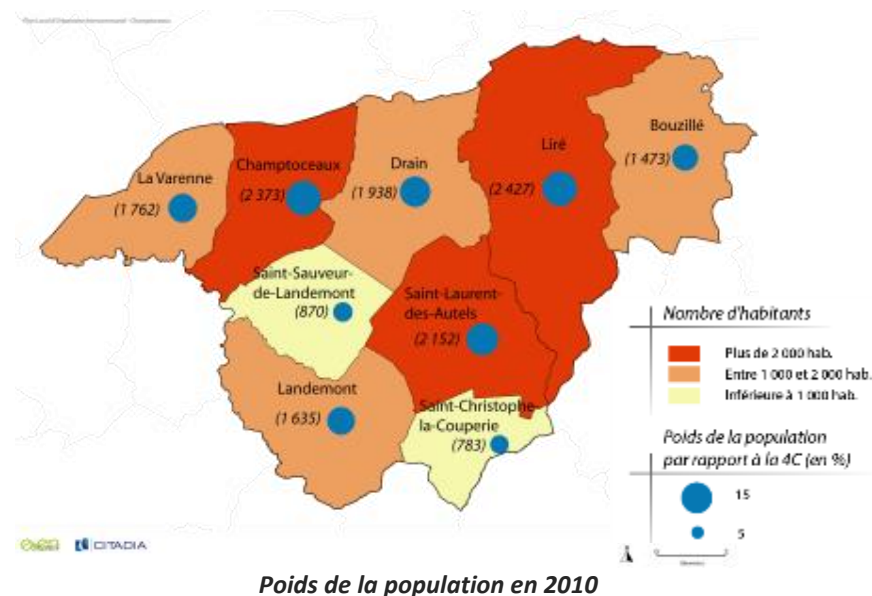 Bouzillé
(1 473)
Liré
(2 427)
Drain
(1 938)
Champtoceaux
(2 373)
La Varenne
(1 762)
Saint-Sauveur-
de-Landemont
(870)
Saint-Laurent-
des-Autels
(2 152)
Landemont
(1 635)
Saint-Christophe-
la-Couperie
(783)
Nombre d'habitants
Plus de 2 000 hab.
Entre 1 000 et 2 000 hab.
Inférieure à 1 000 hab.
Poids de la population
par rapport à la 4C (en %)
15
5
CITADIA
Poids de la population en 2010